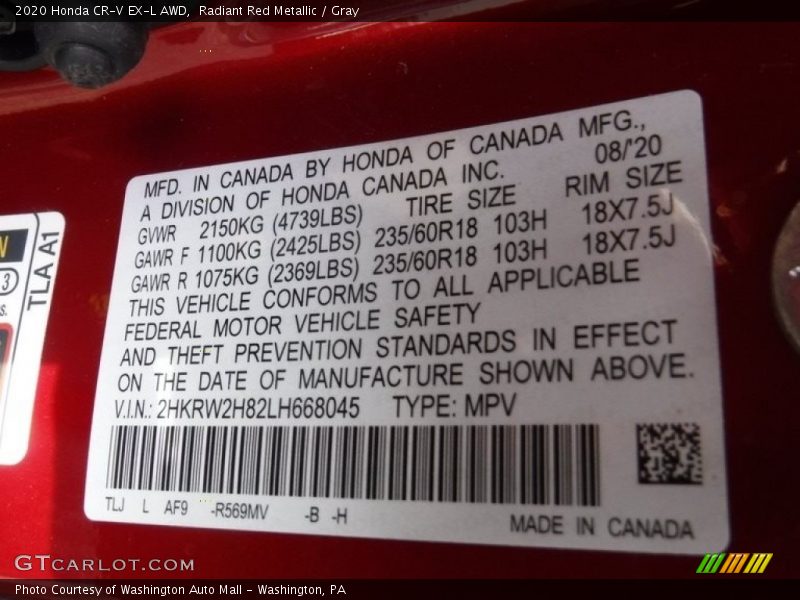 2020 Honda CR-V EX-L AWD,  Radiant Red Metallic / Gray
MFD. IN CANADA BY HONDA OF CANADA MFG.,
A DIVISION OF HONDA CANADA INC. 08/'20
GVWR 2150KG (4739LBS) TIRE SIZE RIM SIZE
GAWR F 1100KG (2425LBS) 235/60R18 103H 18X7.5J
GAWR R 1075KG (2369LBS) 235/60R18 103H 18X7.5J
THIS VEHICLE CONFORMS TO ALL APPLICABLE
FEDERAL MOTOR VEHICLE SAFETY
AND THEFT PREVENTION STANDARDS IN EFFECT
ON THE DATE OF MANUFACTURE SHOWN ABOVE.
V.I.N.: 2HKRW2H82LH668045 TYPE: MPV
TLJ L AF9 -R569MV -B -H
MADE IN CANADA
N
3
s.
TLA A1
GTCARLOT.COM
Photo Courtesy of Washington Auto Mall - Washington, PA